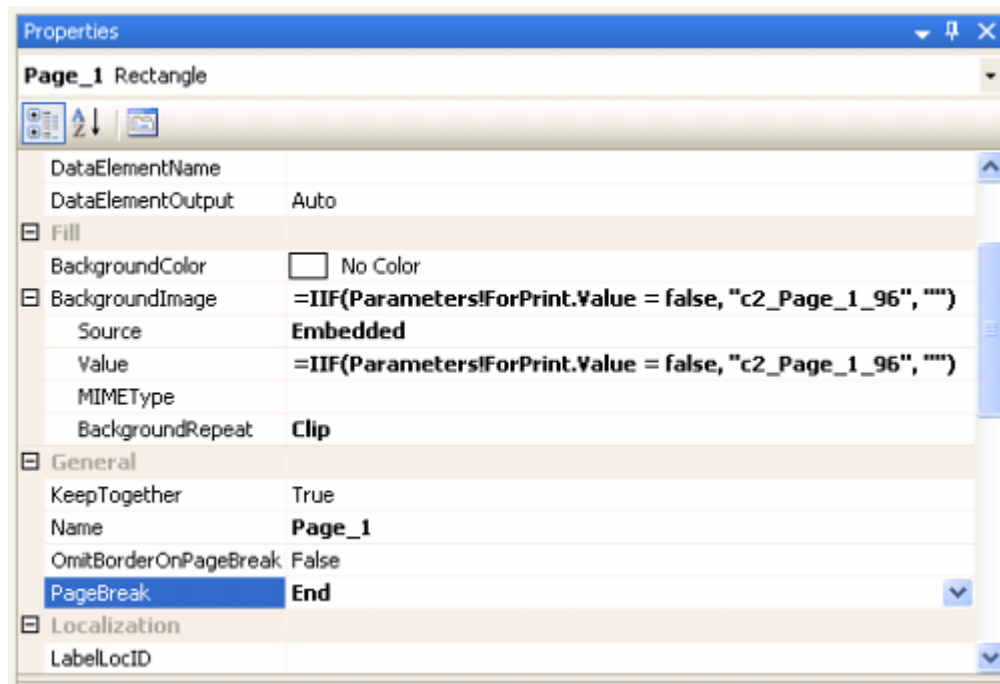 Properties
Page_1 Rectangle
DataElementName
DataElementOutput Auto
Fill
BackgroundColor No Color
BackgroundImage =IIF(Parameters!ForPrint.Value = false, "c2_Page_1_96", "")
Source Embedded
Value =IIF(Parameters!ForPrint.Value = false, "c2_Page_1_96", "")
MIMEType
BackgroundRepeat Clip
General
KeepTogether True
Name Page_1
OmitBorderOnPageBreak False
PageBreak End
Localization
LabelLocID